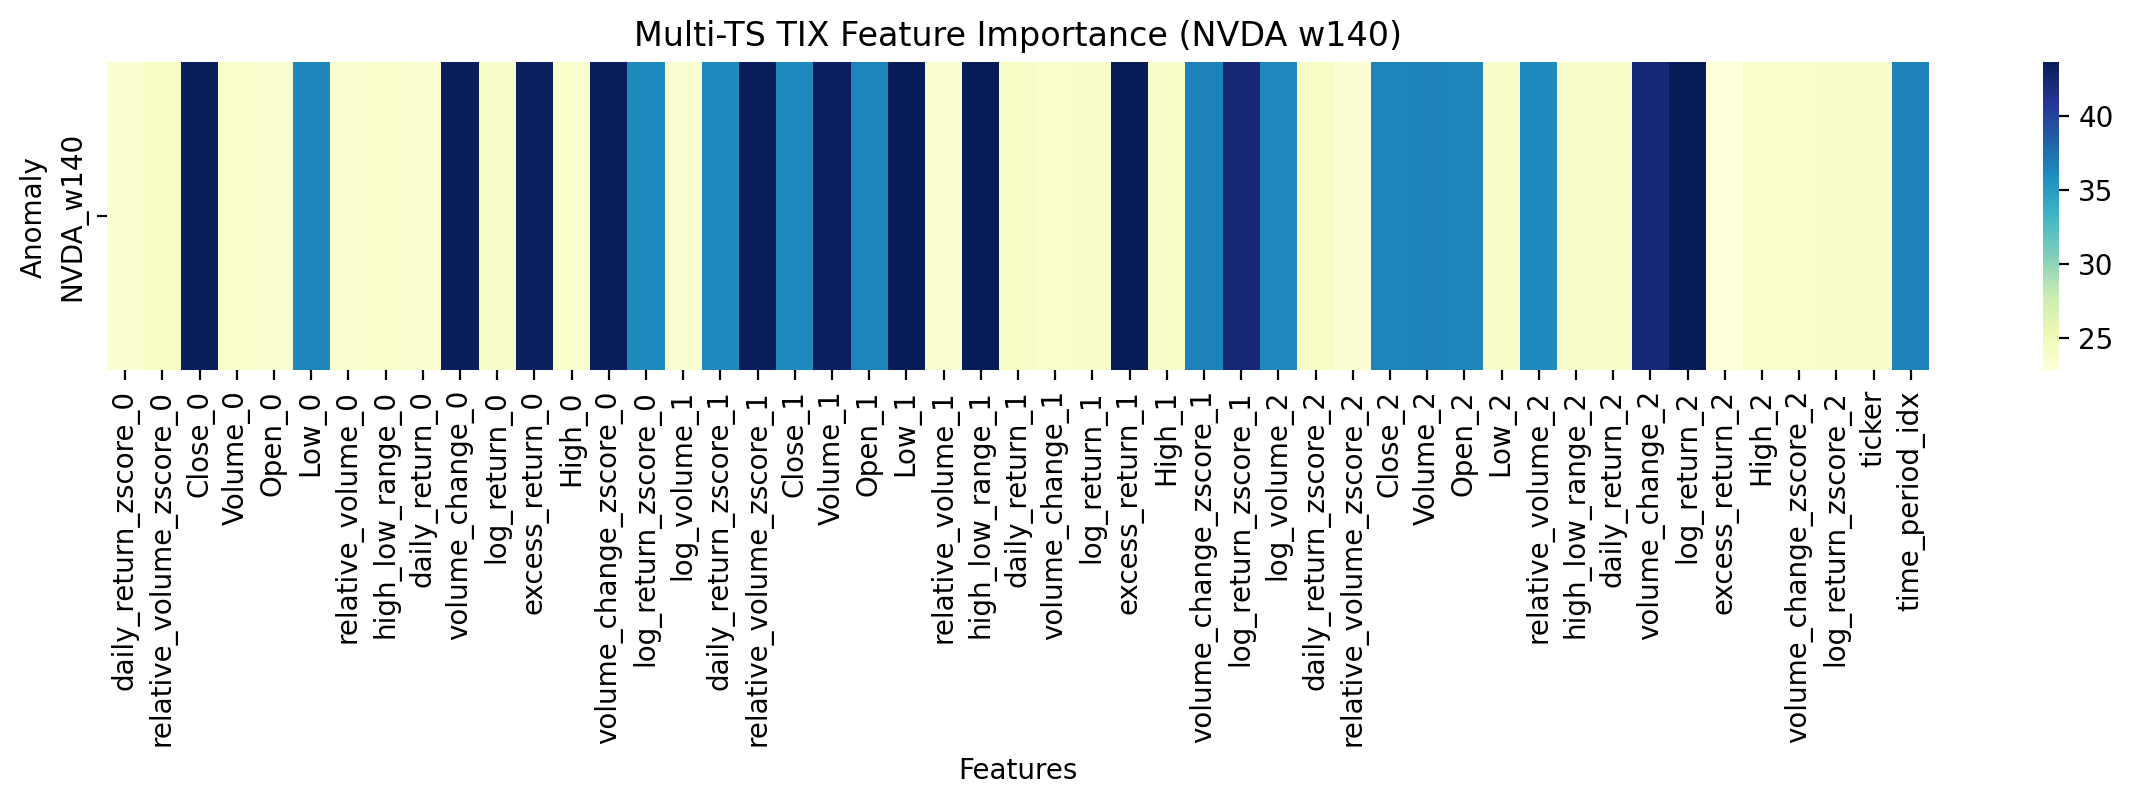 Multi-TS TIX Feature Importance (NVDA w140)
Anomaly
NVDA_w140
40
35
30
25
daily_return_zscore_0
relative_volume_zscore_0
Close_0
Volume_0
Open_0
Low_0
relative_volume_0
high_low_range_0
daily_return_0
volume_change_0
log_return_0
excess_return_0
High_0
volume_change_zscore_0
log_return_zscore_0
log_volume_1
daily_return_zscore_1
relative_volume_zscore_1
Close_1
Volume_1
Open_1
Low_1
relative_volume_1
high_low_range_1
daily_return_1
volume_change_1
log_return_1
excess_return_1
High_1
volume_change_zscore_1
log_return_zscore_1
log_volume_2
daily_return_zscore_2
relative_volume_zscore_2
Close_2
Volume_2
Open_2
Low_2
relative_volume_2
high_low_range_2
daily_return_2
volume_change_2
log_return_2
excess_return_2
High_2
volume_change_zscore_2
log_return_zscore_2
ticker
time_period_idx
Features